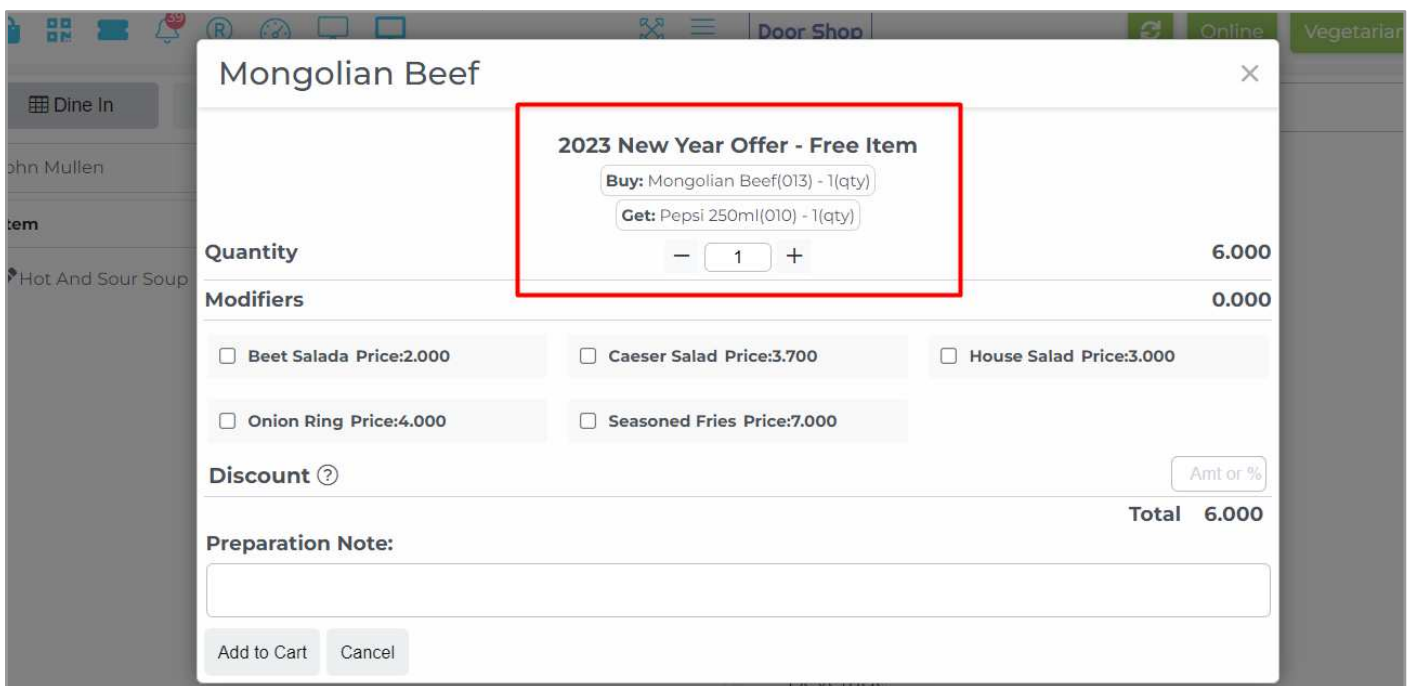 39
R
Door Shop
Online
Vegetarian
Dine In
Mongolian Beef
×
ohn Mullen
2023 New Year Offer - Free Item
Buy: Mongolian Beef(013) - 1(qty)
Get: Pepsi 250ml(010) - 1(qty)
tem
Quantity − 1 + 6.000
Hot And Sour Soup
Modifiers 0.000
Beet Salada Price:2.000 Caeser Salad Price:3.700 House Salad Price:3.000
Onion Ring Price:4.000 Seasoned Fries Price:7.000
Discount ? Amt or %
Total 6.000
Preparation Note:
Add to Cart Cancel